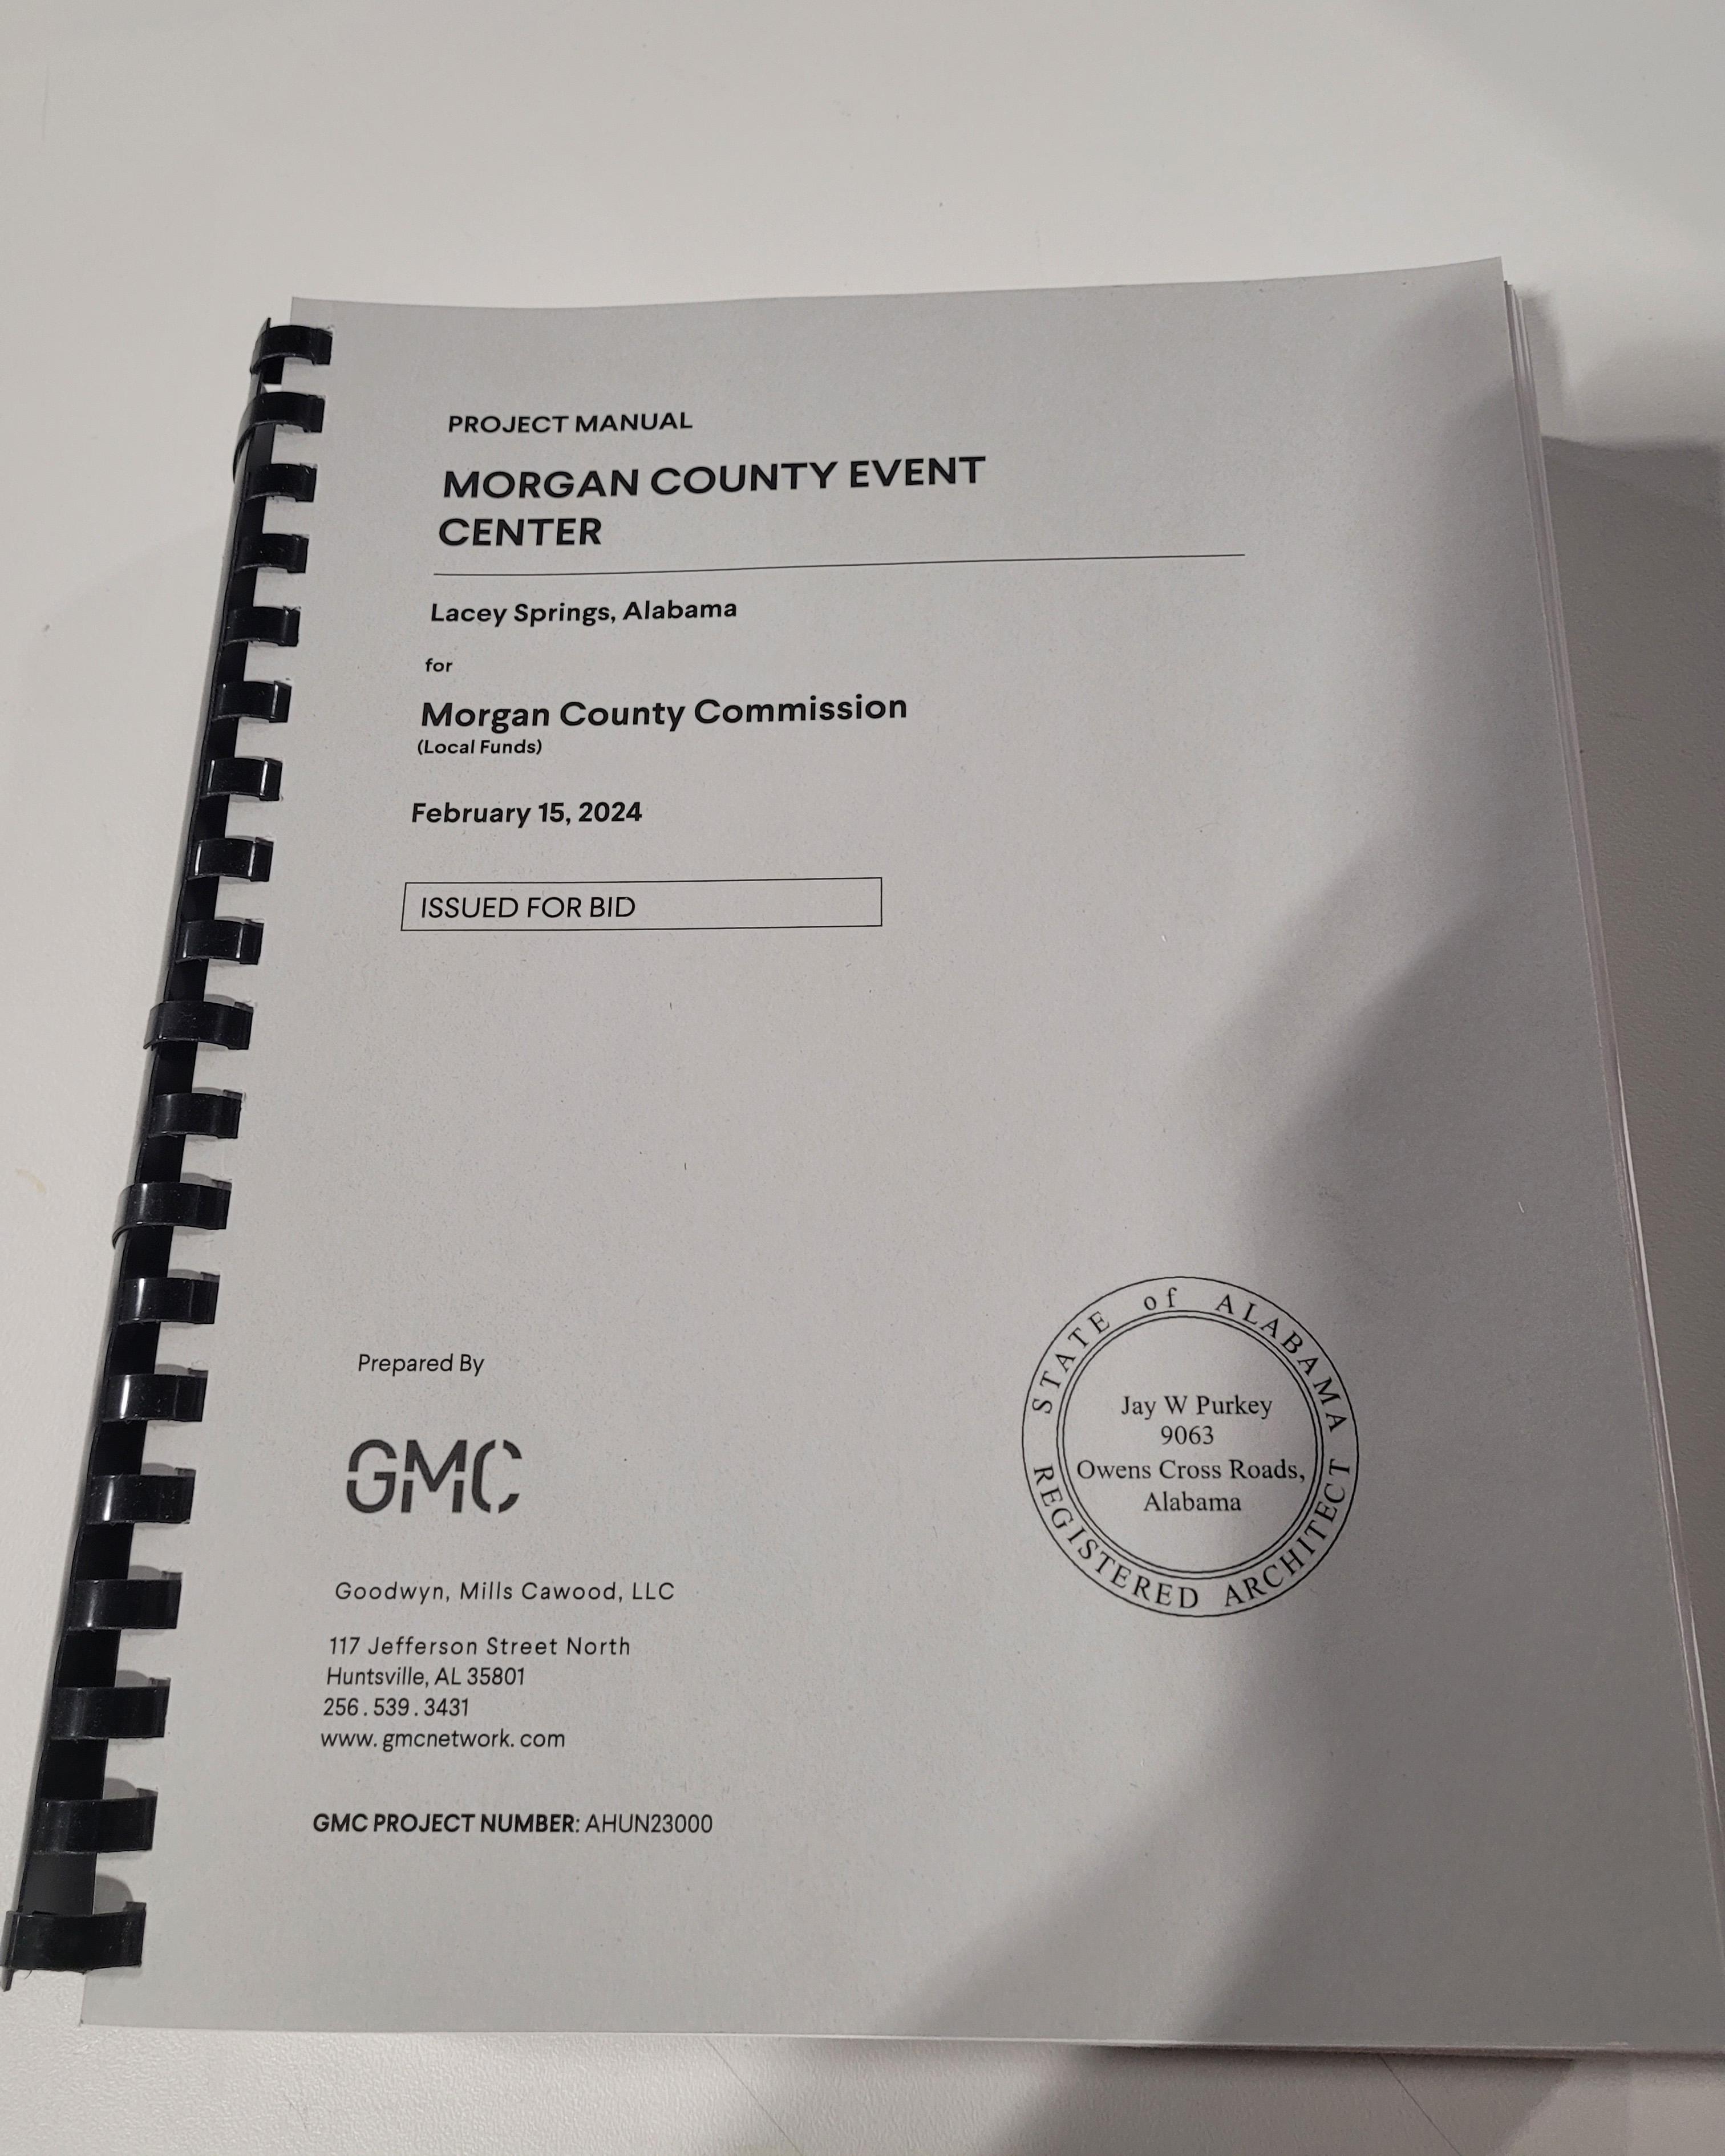 PROJECT MANUAL
MORGAN COUNTY EVENT
CENTER
Lacey Springs, Alabama
for
Morgan County Commission
(Local Funds)
February 15, 2024
ISSUED FOR BID
Prepared By
GMC
Goodwyn, Mills Cawood, LLC
117 Jefferson Street North
Huntsville, AL 35801
256.539.3431
www.gmcnetwork.com
GMC PROJECT NUMBER: AHUN23000
STATE of ALABAMA
Jay W Purkey
9063
Owens Cross Roads,
Alabama
REGISTERED ARCHITECT